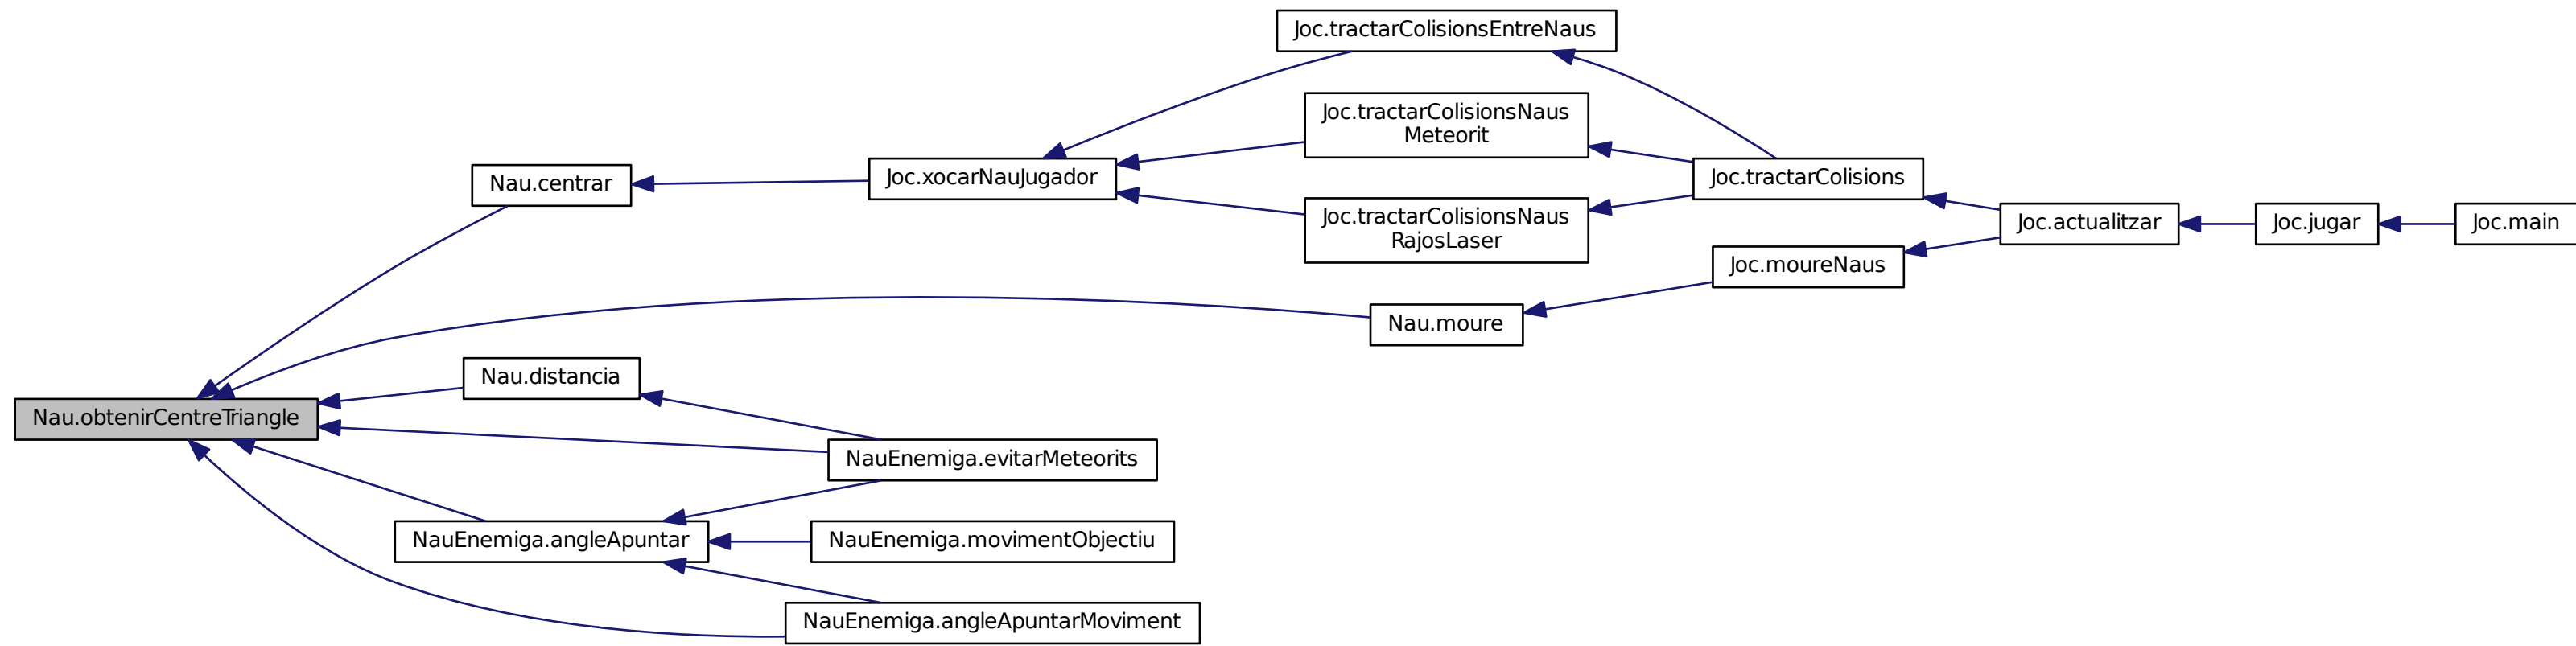 Joc.tractarColisionsEntreNaus
Joc.tractarColisionsNaus
Meteorit
Nau.centrar
Joc.xocarNauJugador
Joc.tractarColisions
Joc.tractarColisionsNaus
RajosLaser
Joc.actualitzar
Joc.jugar
Joc.main
Joc.moureNaus
Nau.moure
Nau.distancia
Nau.obtenirCentreTriangle
NauEnemiga.evitarMeteorits
NauEnemiga.angleApuntar
NauEnemiga.movimentObjectiu
NauEnemiga.angleApuntarMoviment